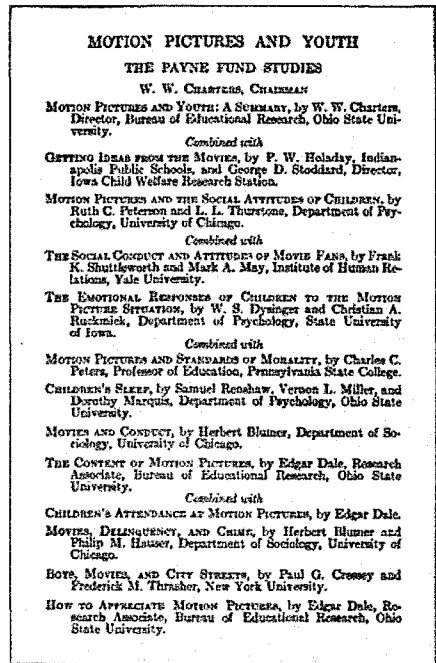 MOTION PICTURES AND YOUTH
THE PAYNE FUND STUDIES
W. W. CHARTERS, CHAIRMAN
MOTION PICTURES AND YOUTH: A SUMMARY, by W. W. Charters,
Director, Bureau of Educational Research, Ohio State Uni-
versity.
Combined with
GETTING IDEAS FROM THE MOVIES, by P. W. Holaday, Indian-
apolis Public Schools, and George D. Stoddard, Director,
Iowa Child Welfare Research Station.
MOTION PICTURES AND THE SOCIAL ATTITUDES OF CHILDREN, by
Ruth C. Peterson and L. L. Thurstone, Department of Psy-
chology, University of Chicago.
Combined with
THE SOCIAL CONDUCT AND ATTITUDES OF MOVIE FANS, by Frank
K. Shuttleworth and Mark A. May, Institute of Human Re-
lations, Yale University.
THE EMOTIONAL RESPONSES OF CHILDREN TO THE MOTION
PICTURE SITUATION, by W. S. Dysinger and Christian A.
Ruckmick, Department of Psychology, State University
of Iowa.
Combined with
MOTION PICTURES AND STANDARDS OF MORALITY, by Charles C.
Peters, Professor of Education, Pennsylvania State College.
CHILDREN'S SLEEP, by Samuel Renshaw, Vernon L. Miller, and
Dorothy Marquis, Department of Psychology, Ohio State
University.
MOVIES AND CONDUCT, by Herbert Blumer, Department of So-
ciology, University of Chicago.
THE CONTENT OF MOTION PICTURES, by Edgar Dale, Research
Associate, Bureau of Educational Research, Ohio State
University.
Combined with
CHILDREN'S ATTENDANCE AT MOTION PICTURES, by Edgar Dale.
MOVIES, DELINQUENCY, AND CRIME, by Herbert Blumer and
Philip M. Hauser, Department of Sociology, University of
Chicago.
BOYS, MOVIES, AND CITY STREETS, by Paul G. Cressey and
Frederick M. Thrasher, New York University.
HOW TO APPRECIATE MOTION PICTURES, by Edgar Dale, Re-
search Associate, Bureau of Educational Research, Ohio
State University.